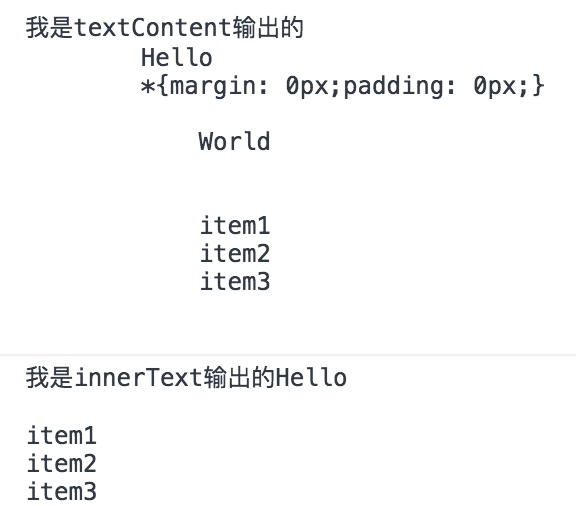 我是textContent输出的
Hello
*{margin: 0px;padding: 0px;}
World
item1
item2
item3
我是innerText输出的Hello
item1
item2
item3